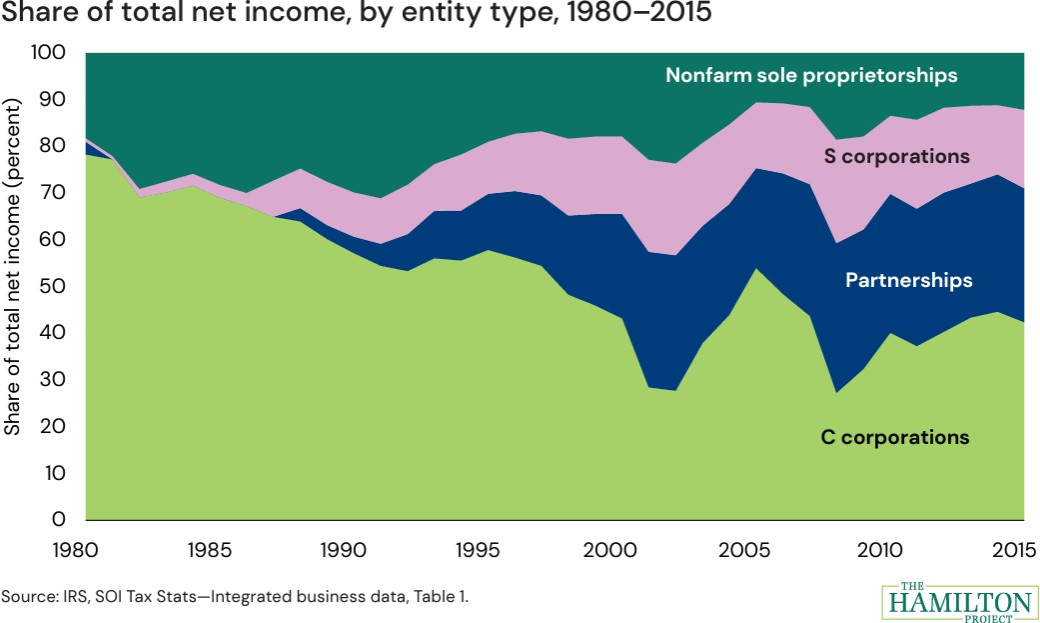 Share of total net income, by entity type, 1980–2015
Share of total net income (percent)
100
90
80
70
60
50
40
30
20
10
0
Nonfarm sole proprietorships
S corporations
Partnerships
C corporations
1980 1985 1990 1995 2000 2005 2010 2015
Source: IRS, SOI Tax Stats—Integrated business data, Table 1.
THE
HAMILTON
PROJECT